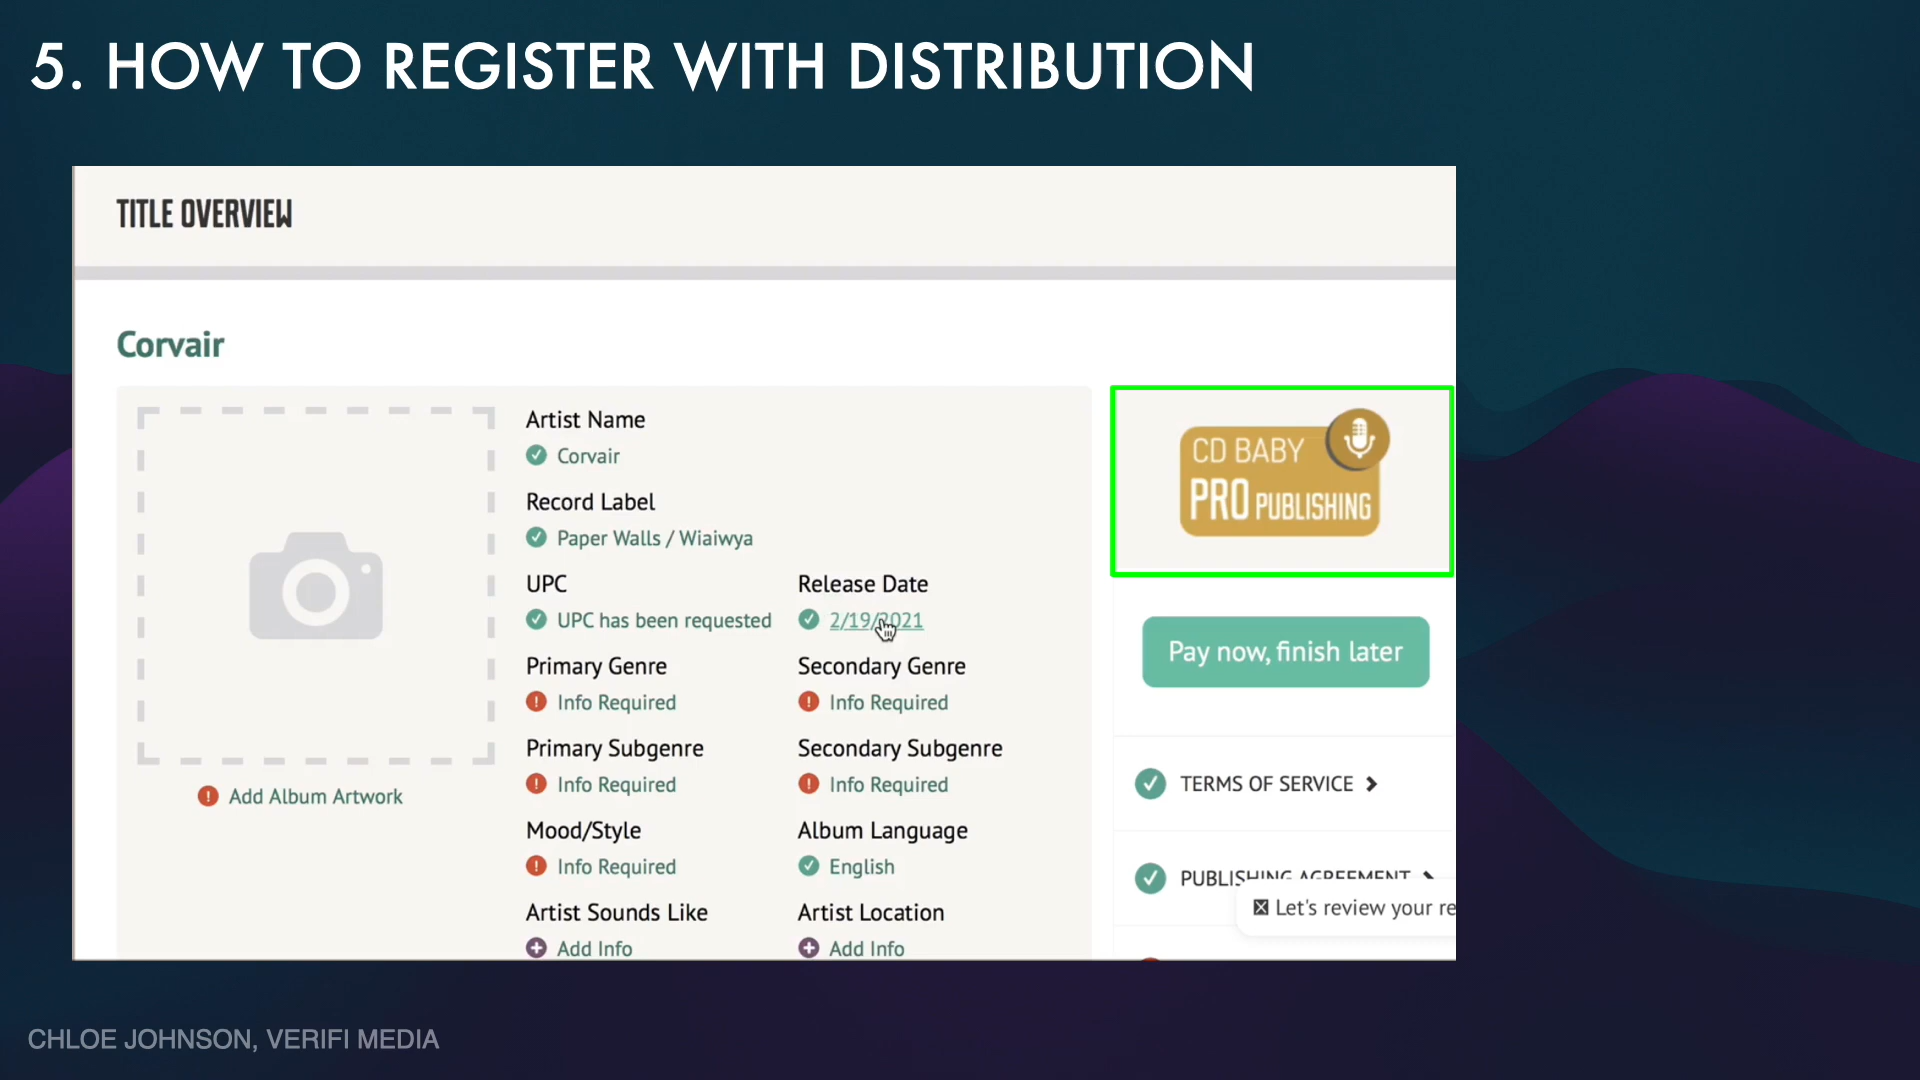 5. HOW TO REGISTER WITH DISTRIBUTION
TITLE OVERVIEW
Corvair
Artist Name
Corvair
Record Label
Paper Walls / Wiaiwya
UPC
UPC has been requested
Release Date
2/19/2021
Primary Genre
Info Required
Secondary Genre
Info Required
Primary Subgenre
Info Required
Secondary Subgenre
Info Required
Mood/Style
Info Required
Album Language
English
Artist Sounds Like
Add Info
Artist Location
Add Info
Add Album Artwork
CD BABY
PRO PUBLISHING
Pay now, finish later
TERMS OF SERVICE
PUBLISHING AGREEMENT
Let's review your re
CHLOE JOHNSON, VERIFI MEDIA